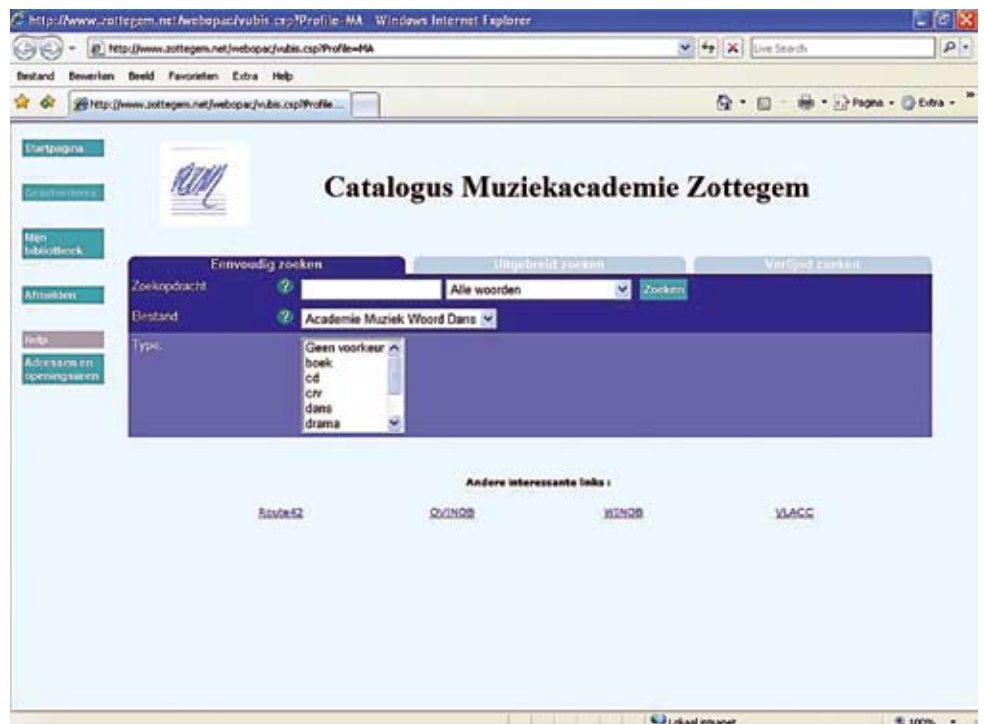 http://www.zottegem.net/webopac/vubis.csp?Profile=MA Windows Internet Explorer
http://www.zottegem.net/webopac/vubis.csp?Profile=MA
Live Search
Bestand Bewerken Beeld Favorieten Extra Help
http://www.zottegem.net/webopac/vubis.csp?Profile...
Pagina Extra
Startpagina
Catalogus Muziekacademie Zottegem
Mijn
bibliotheek
Eenvoudig zoeken Uitgebreid zoeken Verfijnd zoeken
Zoekopdracht ? Alle woorden Zoeken
Afmelden
Bestand ? Academie Muziek Woord Dans
Help
Type: Geen voorkeur
boek
Adressen en
openingsuren
cd
crv
dans
drama
Andere interessante links :
Route42 OVINOB WINOB VLACC
Lokaal intranet 100%